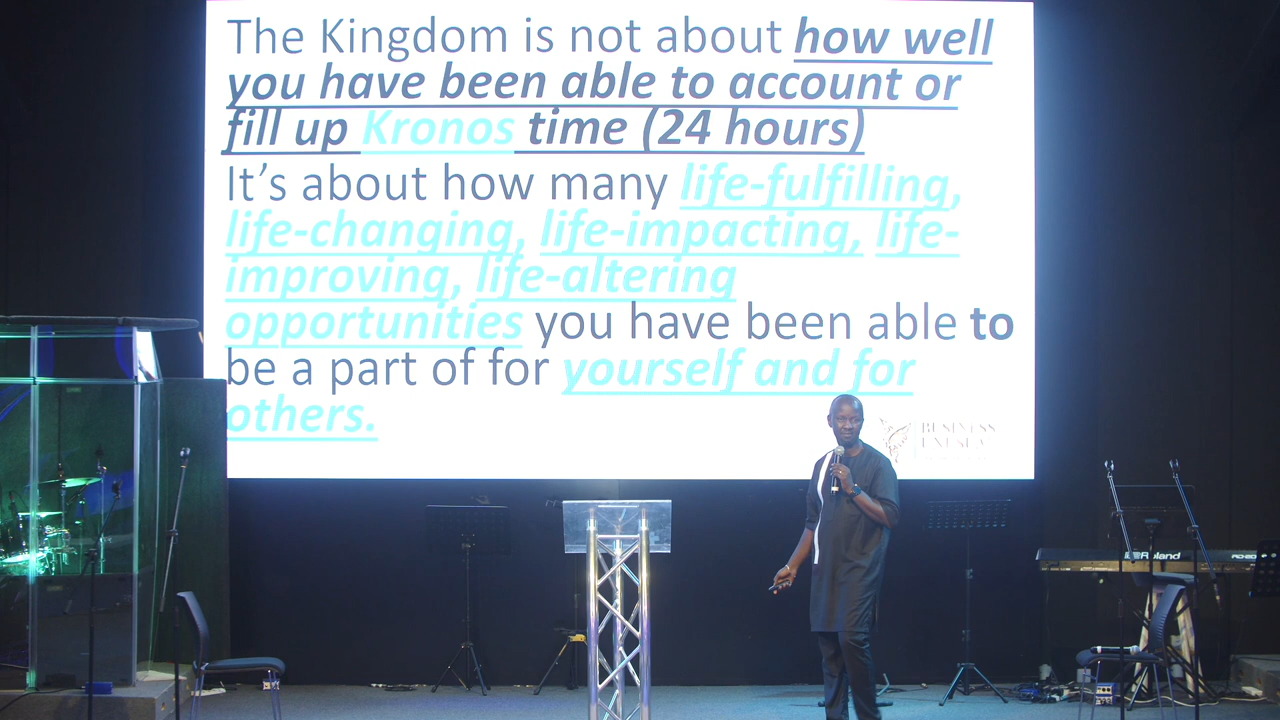 The Kingdom is not about how well
you have been able to account or
fill up Kronos time (24 hours)
It's about how many life-fulfilling,
life-changing, life-impacting, life-
improving, life-altering
opportunities you have been able to
be a part of for yourself and for
others.
BUSINESS
Roland